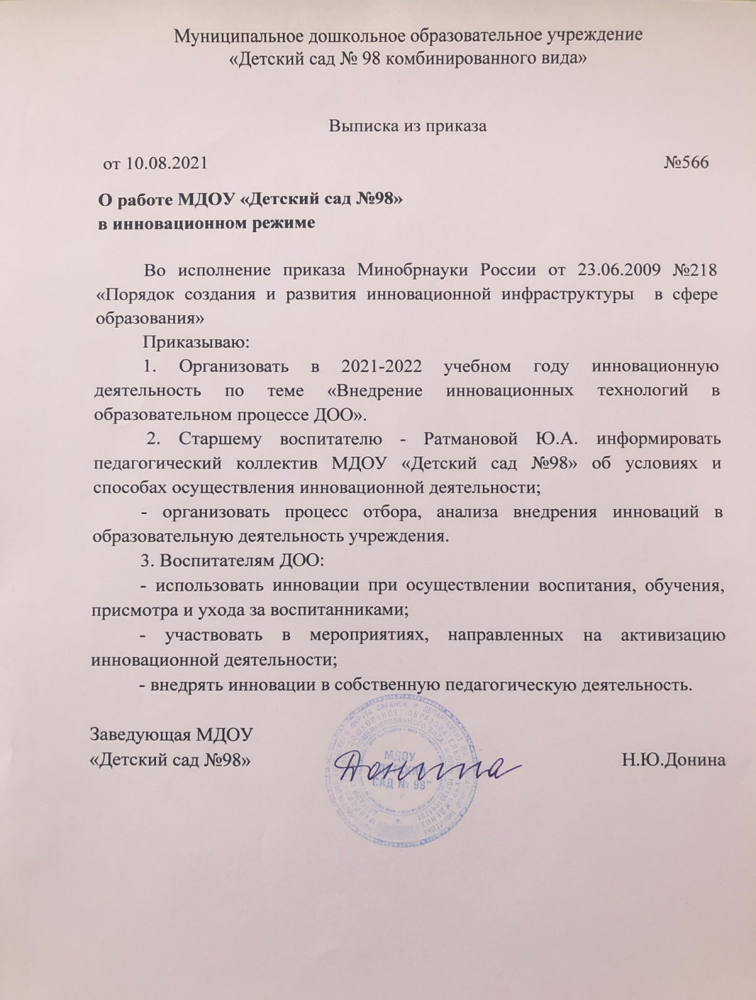 Муниципальное дошкольное образовательное учреждение
«Детский сад № 98 комбинированного вида»
Выписка из приказа
от 10.08.2021 №566
О работе МДОУ «Детский сад №98»
в инновационном режиме
Во исполнение приказа Минобрнауки России от 23.06.2009 №218
«Порядок создания и развития инновационной инфраструктуры в сфере
образования»
Приказываю:
1. Организовать в 2021-2022 учебном году инновационную
деятельность по теме «Внедрение инновационных технологий в
образовательном процессе ДОО».
2. Старшему воспитателю - Ратмановой Ю.А. информировать
педагогический коллектив МДОУ «Детский сад №98» об условиях и
способах осуществления инновационной деятельности;
- организовать процесс отбора, анализа внедрения инноваций в
образовательную деятельность учреждения.
3. Воспитателям ДОО:
- использовать инновации при осуществлении воспитания, обучения,
присмотра и ухода за воспитанниками;
- участвовать в мероприятиях, направленных на активизацию
инновационной деятельности;
- внедрять инновации в собственную педагогическую деятельность.
Заведующая МДОУ
«Детский сад №98» Н.Ю.Донина
Донина
МДОУ
САД № 98"